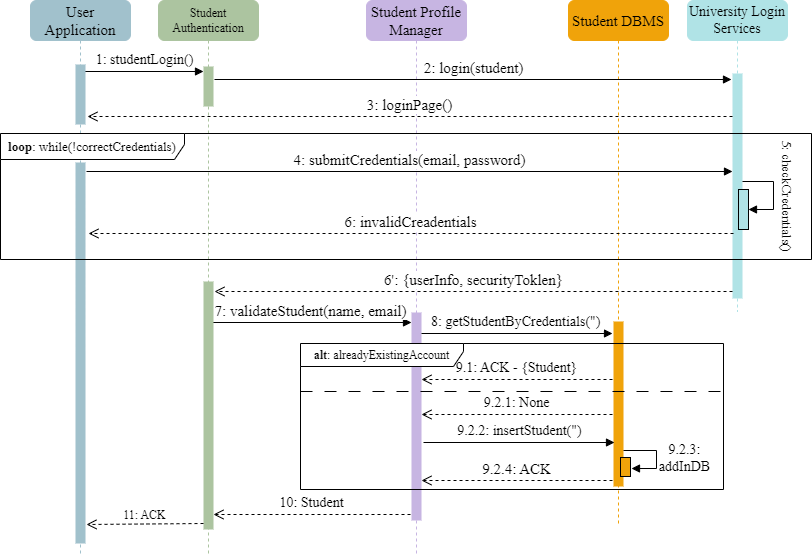 User
Application
Student
Authentication
Student Profile
Manager
Student DBMS
University Login
Services
1: studentLogin()
2: login(student)
3: loginPage()
loop: while(!correctCredentials)
4: submitCredentials(email, password)
5: checkCredentials()
6: invalidCreadentials
6': {userInfo, securityToklen}
7: validateStudent(name, email)
8: getStudentByCredentials('')
alt: alreadyExistingAccount
9.1: ACK - {Student}
9.2.1: None
9.2.2: insertStudent('')
9.2.3:
addInDB
9.2.4: ACK
10: Student
11: ACK